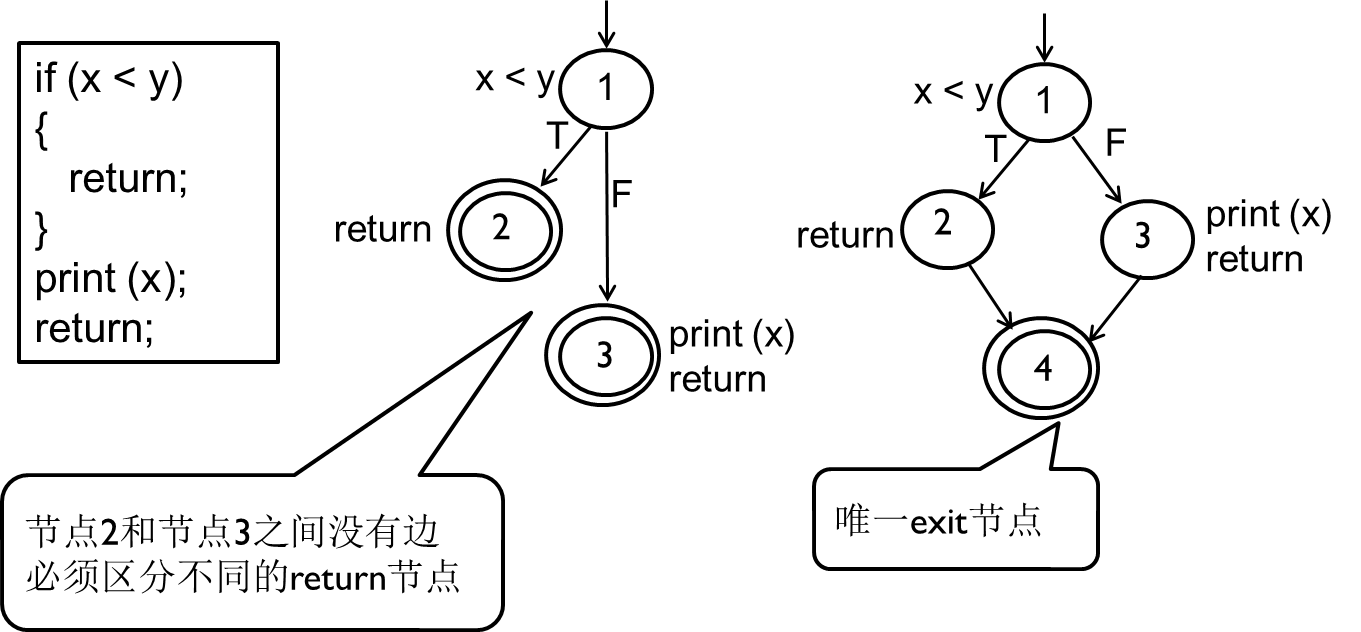 if (x < y)
{
return;
}
print (x);
return;
x < y
1
T
F
return
2
3
print (x)
return
节点2和节点3之间没有边
必须区分不同的return节点
x < y
1
T
F
return
2
3
print (x)
return
4
唯一exit节点